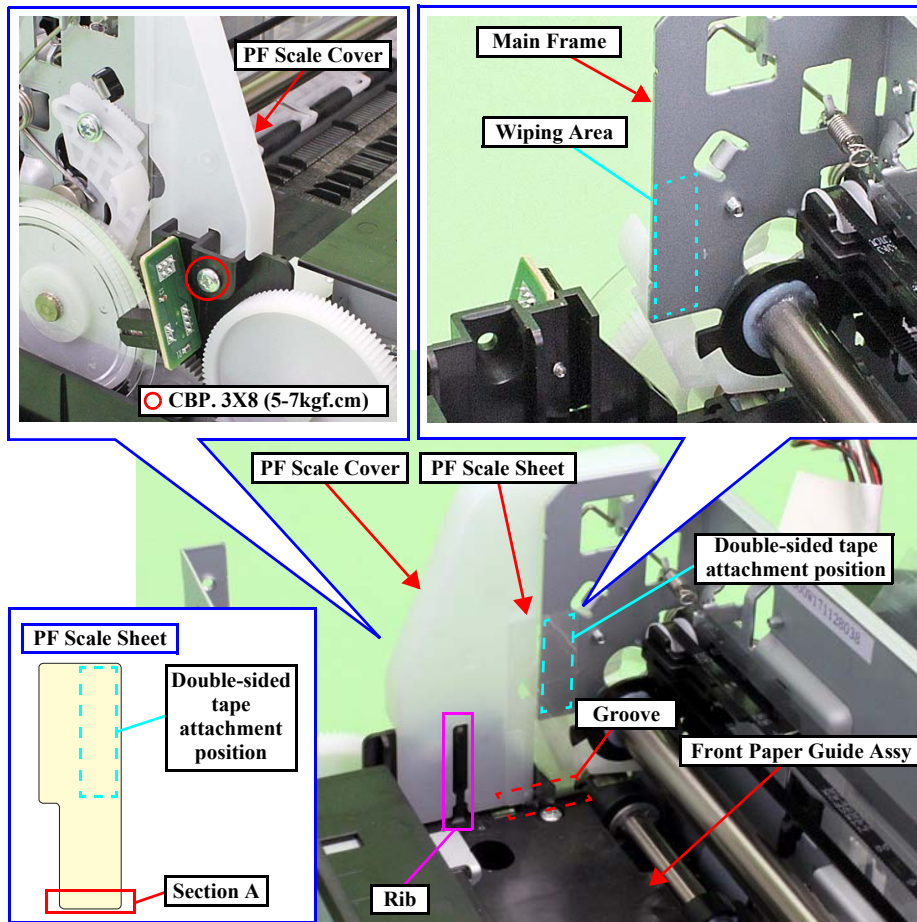 PF Scale Cover
CBP. 3X8 (5-7kgf.cm)
Main Frame
Wiping Area
PF Scale Cover
PF Scale Sheet
Double-sided tape
attachment position
Groove
Front Paper Guide Assy
Rib
PF Scale Sheet
Double-sided
tape
attachment
position
Section A